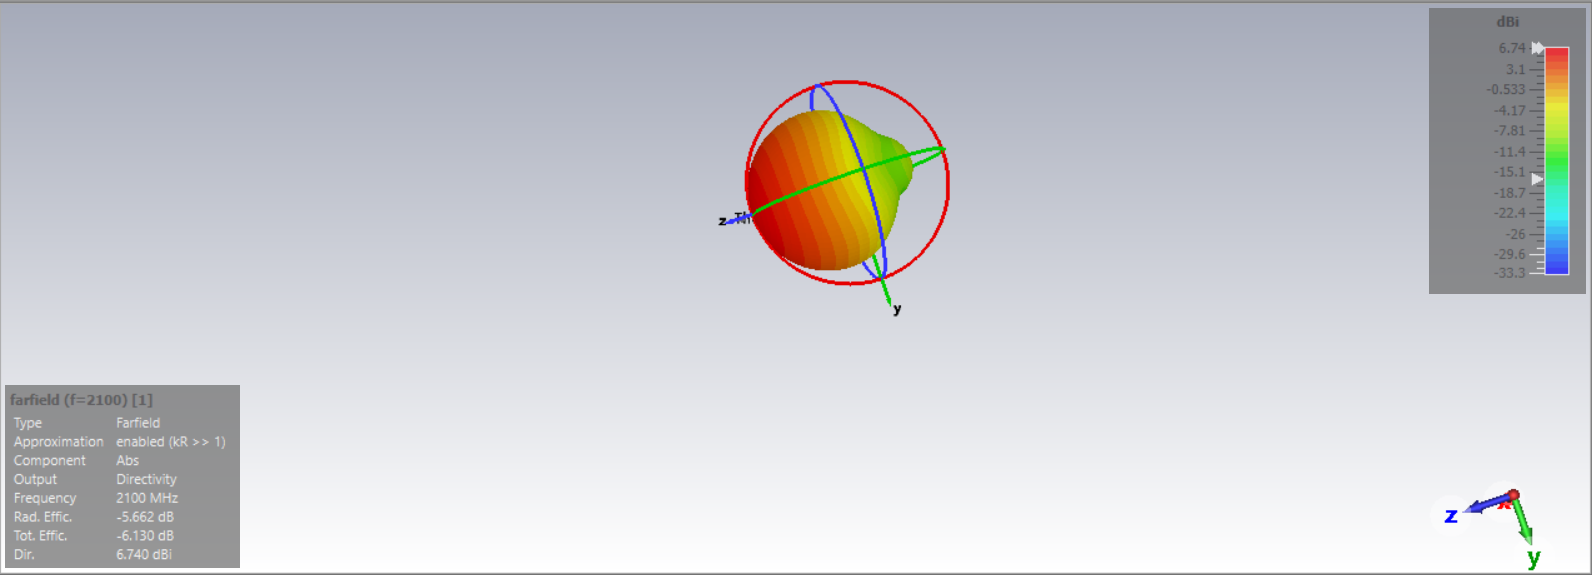 dBi
6.74
3.1
-0.533
-4.17
-7.81
-11.4
-15.1
-18.7
-22.4
-26
-29.6
-33.3
z
y
farfield (f=2100) [1]
Type Farfield
Approximation enabled (kR >> 1)
Component Abs
Output Directivity
Frequency 2100 MHz
Rad. Effic. -5.662 dB
Tot. Effic. -6.130 dB
Dir. 6.740 dBi
z
x
y